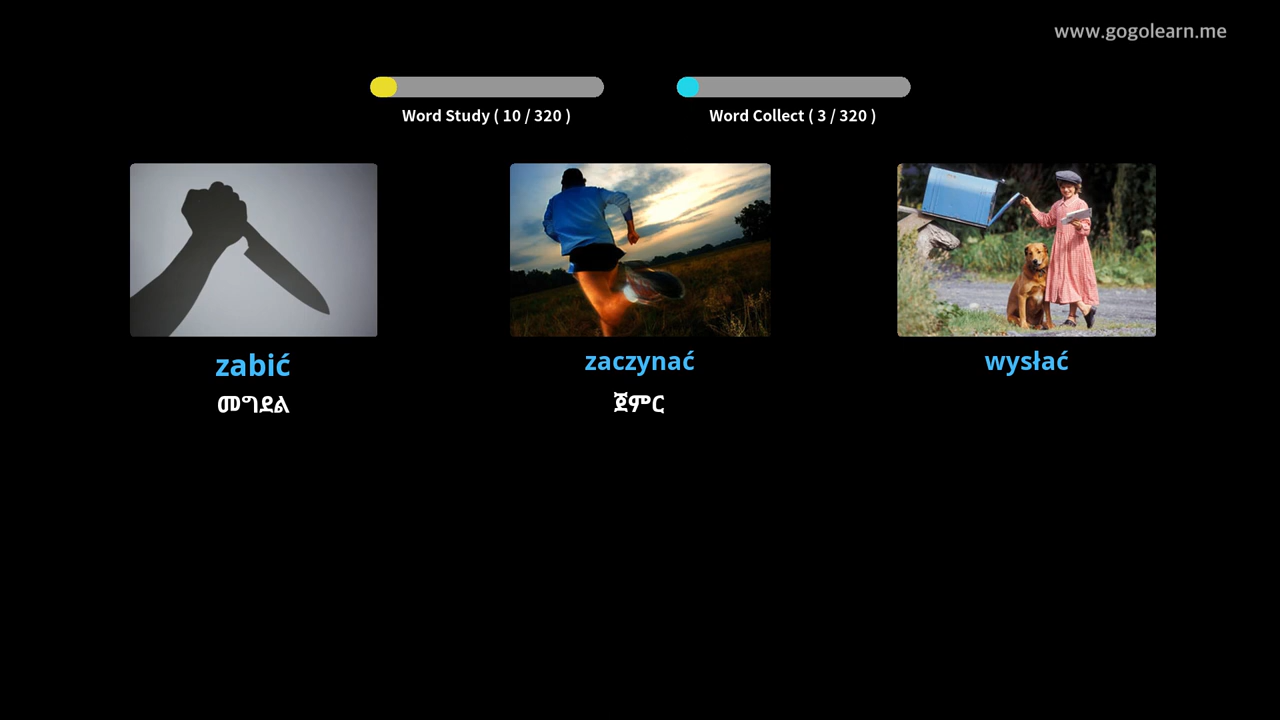 www.gogolearn.me
Word Study ( 10 / 320 )
Word Collect ( 3 / 320 )
zabić
zaczynać
wysłać
መግደል
ጀምር